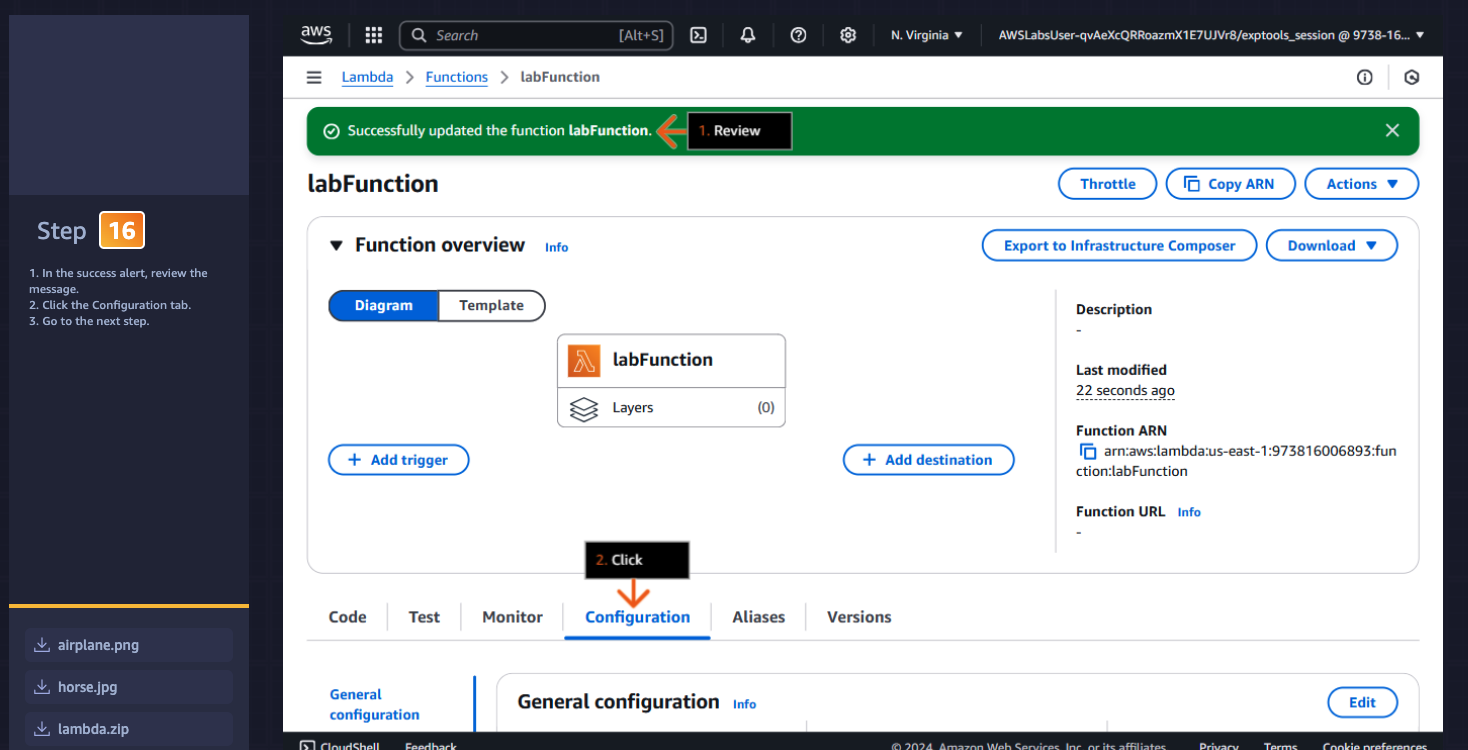 Step 16
1. In the success alert, review the
message.
2. Click the Configuration tab.
3. Go to the next step.
airplane.png
horse.jpg
lambda.zip
aws
Search [Alt+S]
N. Virginia
AWSLabsUser-qvAeXcQRRoazmX1E7UJVr8/exptools_session @ 9738-16...
Lambda > Functions > labFunction
Successfully updated the function labFunction.
1. Review
labFunction
Throttle
Copy ARN
Actions
Function overview Info
Export to Infrastructure Composer
Download
Diagram
Template
labFunction
Layers (0)
+ Add trigger
+ Add destination
Description
-
Last modified
22 seconds ago
Function ARN
arn:aws:lambda:us-east-1:973816006893:fun
ction:labFunction
Function URL Info
-
2. Click
Code
Test
Monitor
Configuration
Aliases
Versions
General
configuration
General configuration Info
Edit
CloudShell
Feedback
© 2024, Amazon Web Services, Inc. or its affiliates.
Privacy
Terms
Cookie preferences